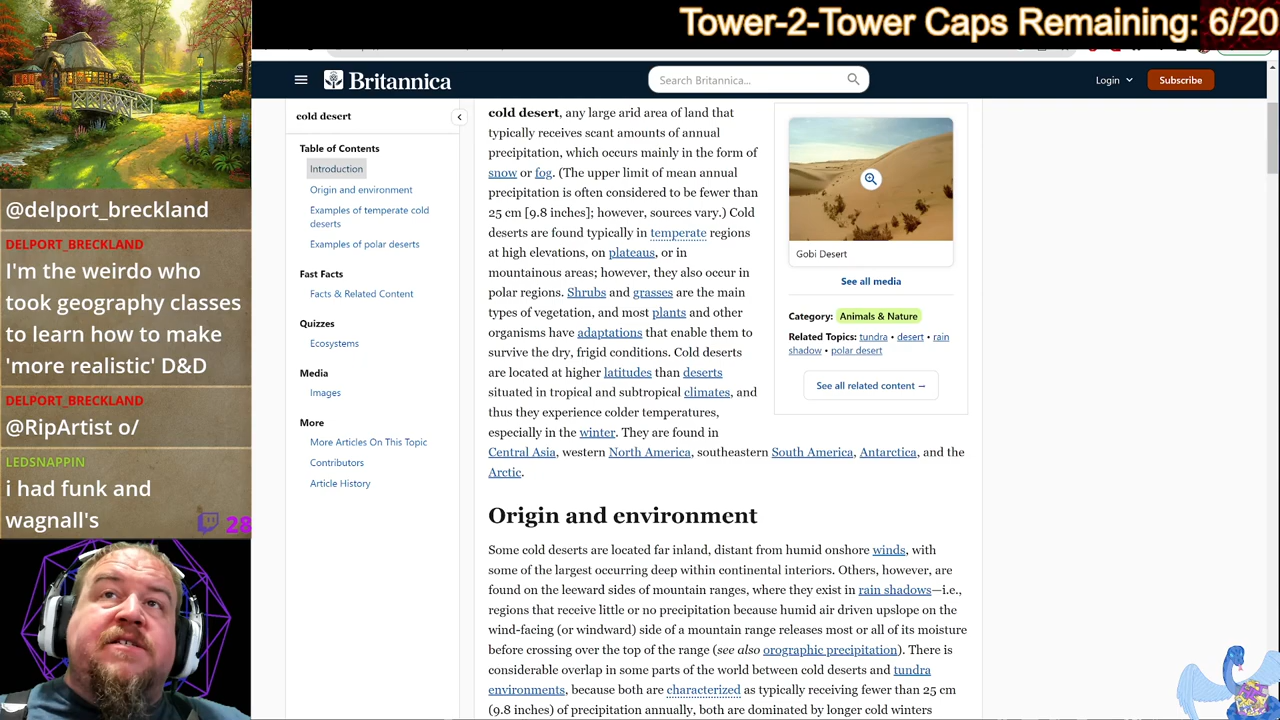 Tower-2-Tower Caps Remaining: 6/20
Britannica
Search Britannica...
Login
Subscribe
cold desert
Table of Contents
Introduction
Origin and environment
Examples of temperate cold
deserts
Examples of polar deserts
Fast Facts
Facts & Related Content
Quizzes
Ecosystems
Media
Images
More
More Articles On This Topic
Contributors
Article History
cold desert, any large arid area of land that
typically receives scant amounts of annual
precipitation, which occurs mainly in the form of
snow or fog. (The upper limit of mean annual
precipitation is often considered to be fewer than
25 cm [9.8 inches]; however, sources vary.) Cold
deserts are found typically in temperate regions
at high elevations, on plateaus, or in
mountainous areas; however, they also occur in
polar regions. Shrubs and grasses are the main
types of vegetation, and most plants and other
organisms have adaptations that enable them to
survive the dry, frigid conditions. Cold deserts
are located at higher latitudes than deserts
situated in tropical and subtropical climates, and
thus they experience colder temperatures,
especially in the winter. They are found in
Central Asia, western North America, southeastern South America, Antarctica, and the
Arctic.
Gobi Desert
See all media
Category: Animals & Nature
Related Topics: tundra • desert • rain
shadow • polar desert
See all related content →
Origin and environment
Some cold deserts are located far inland, distant from humid onshore winds, with
some of the largest occurring deep within continental interiors. Others, however, are
found on the leeward sides of mountain ranges, where they exist in rain shadows—i.e.,
regions that receive little or no precipitation because humid air driven upslope on the
wind-facing (or windward) side of a mountain range releases most or all of its moisture
before crossing over the top of the range (see also orographic precipitation). There is
considerable overlap in some parts of the world between cold deserts and tundra
environments, because both are characterized as typically receiving fewer than 25 cm
(9.8 inches) of precipitation annually, both are dominated by longer cold winters
@delport_breckland
DELPORT_BRECKLAND
I'm the weirdo who
took geography classes
to learn how to make
'more realistic' D&D
DELPORT_BRECKLAND
@RipArtist o/
LEDSNAPPIN
i had funk and
wagnall's
28